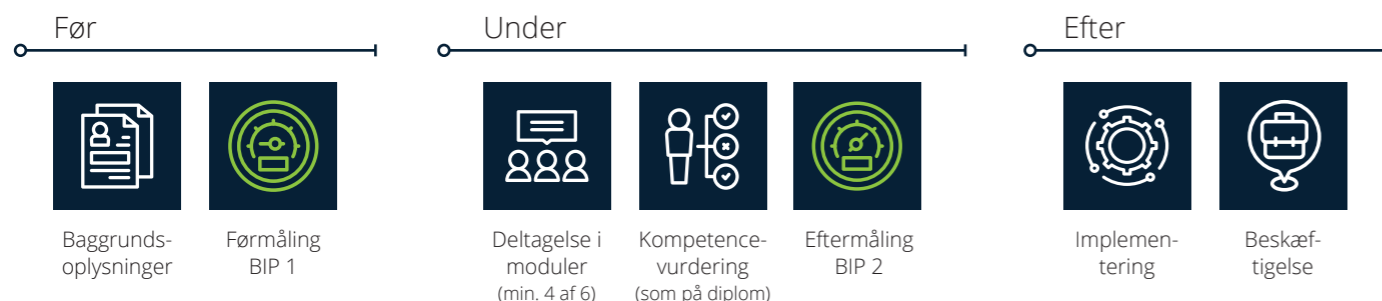 Før
Under
Efter
Baggrunds-
oplysninger
Førmåling
BIP 1
Deltagelse i
moduler
(min. 4 af 6)
Kompetence-
vurdering
(som på diplom)
Eftermåling
BIP 2
Implemen-
tering
Beskæf-
tigelse